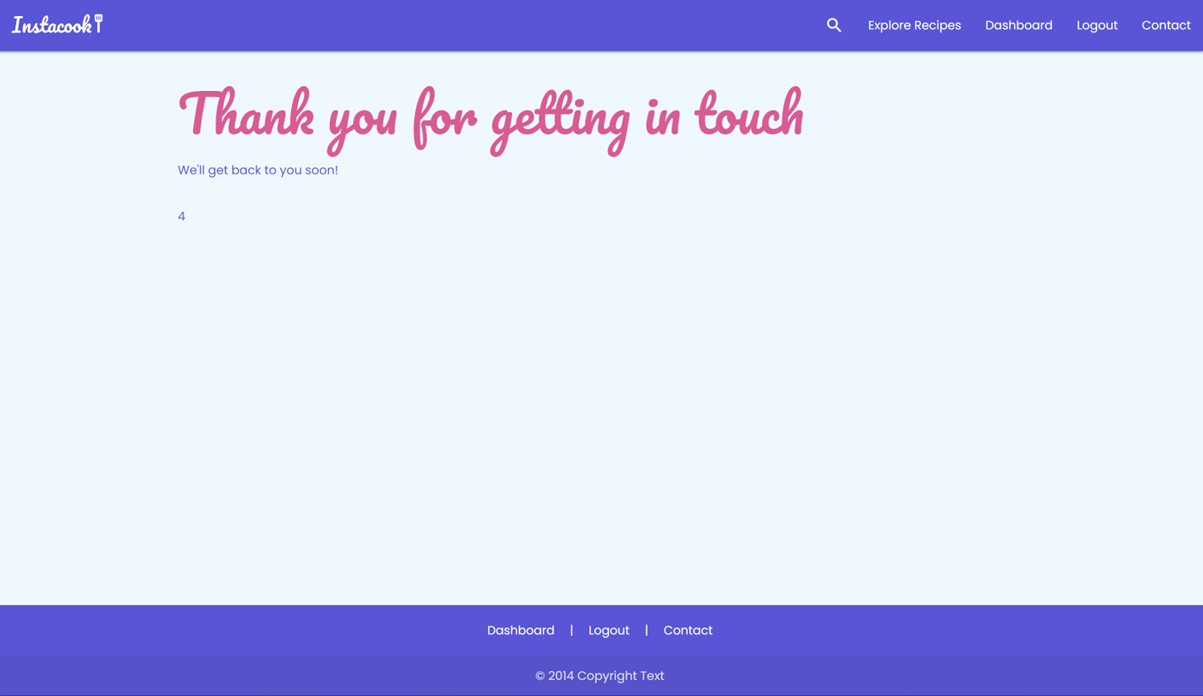 Instacook
Explore Recipes Dashboard Logout Contact
Thank you for getting in touch
We'll get back to you soon!
4
Dashboard | Logout | Contact
© 2014 Copyright Text